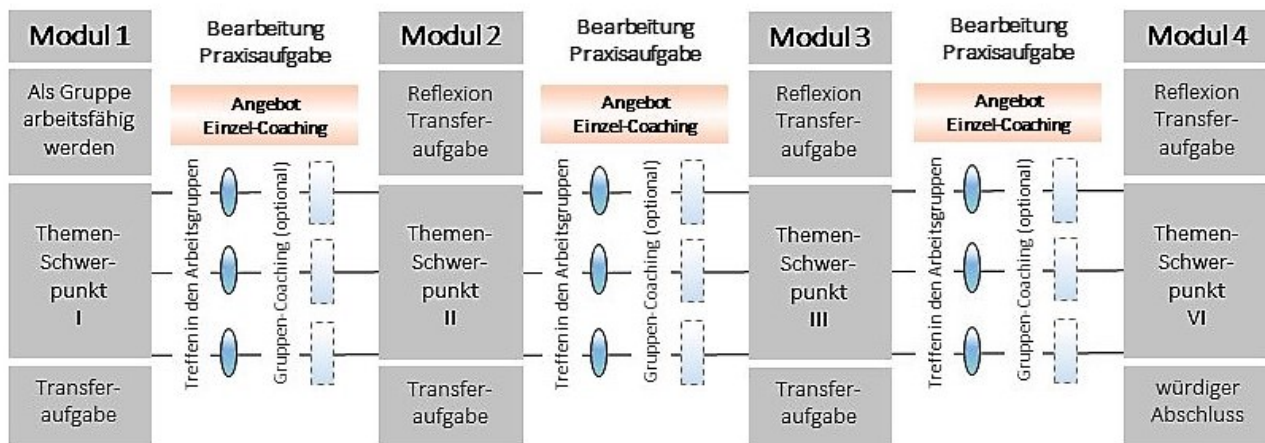 Modul 1
Als Gruppe
arbeitsfähig
werden
Themen-
Schwer-
punkt
I
Transfer-
aufgabe
Bearbeitung
Praxisaufgabe
Angebot
Einzel-Coaching
Treffen in den Arbeitsgruppen
Gruppen-Coaching (optional)
Modul 2
Reflexion
Transfer-
aufgabe
Themen-
Schwer-
punkt
II
Transfer-
aufgabe
Bearbeitung
Praxisaufgabe
Angebot
Einzel-Coaching
Treffen in den Arbeitsgruppen
Gruppen-Coaching (optional)
Modul 3
Reflexion
Transfer-
aufgabe
Themen-
Schwer-
punkt
III
Transfer-
aufgabe
Bearbeitung
Praxisaufgabe
Angebot
Einzel-Coaching
Treffen in den Arbeitsgruppen
Gruppen-Coaching (optional)
Modul 4
Reflexion
Transfer-
aufgabe
Themen-
Schwer-
punkt
VI
würdiger
Abschluss